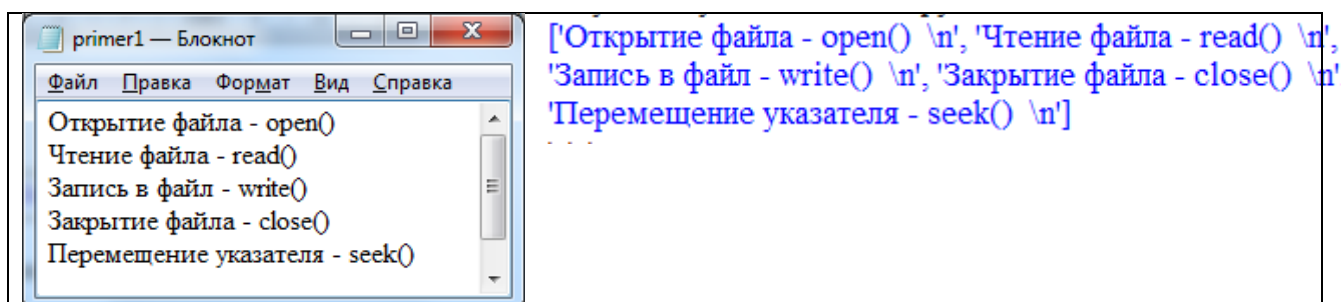 primer1 — Блокнот
Файл Правка Формат Вид Справка
Открытие файла - open()
Чтение файла - read()
Запись в файл - write()
Закрытие файла - close()
Перемещение указателя - seek()
['Открытие файла - open()  \n', 'Чтение файла - read()  \n',
'Запись в файл - write()  \n', 'Закрытие файла - close()  \n'
'Перемещение указателя - seek()  \n']